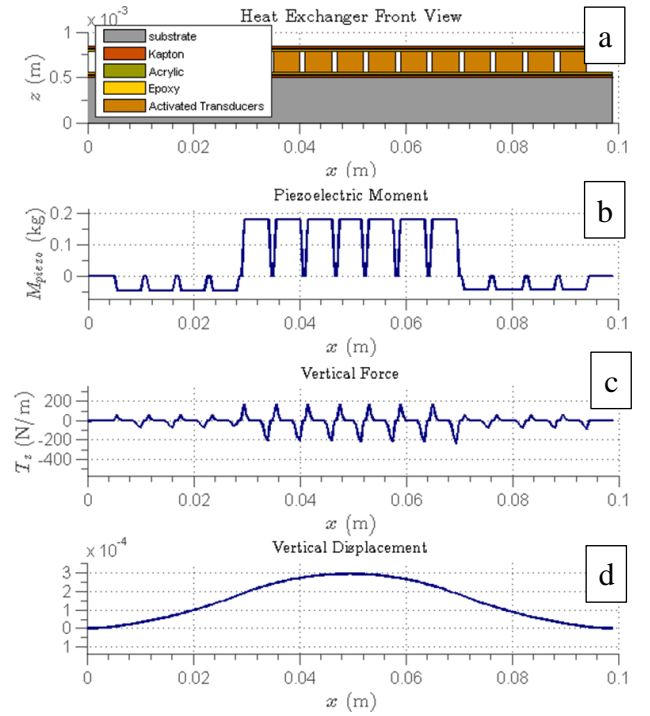 x 10⁻³
Heat Exchanger Front View
a
1
0.5
0
z (m)
substrate
Kapton
Acrylic
Epoxy
Activated Transducers
0 0.02 0.04 0.06 0.08 0.1
x (m)
Piezoelectric Moment
b
0.2
0.1
0
M_piezo (kg)
0 0.02 0.04 0.06 0.08 0.1
x (m)
Vertical Force
c
200
0
-200
-400
T_z (N/m)
0 0.02 0.04 0.06 0.08 0.1
x (m)
x 10⁻⁴
Vertical Displacement
d
3
2
1
0
1
0 0.02 0.04 0.06 0.08 0.1
x (m)